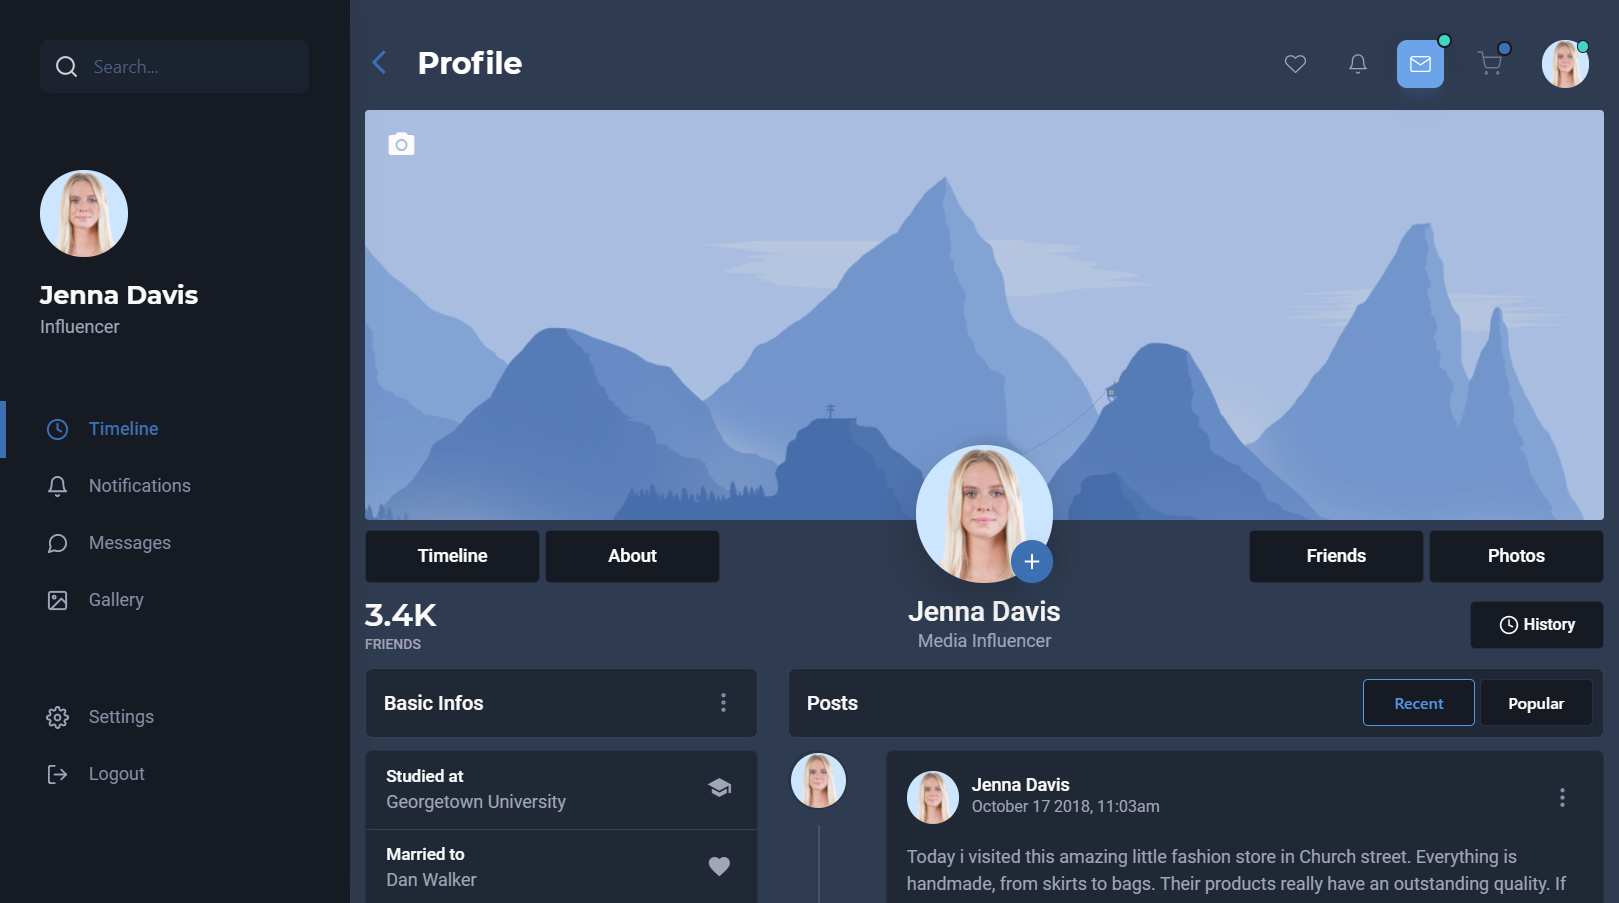 Search...
Profile
Jenna Davis
Influencer
Timeline
Notifications
Messages
Gallery
Settings
Logout
Timeline
About
Friends
Photos
3.4K
FRIENDS
Jenna Davis
Media Influencer
History
Basic Infos
Studied at
Georgetown University
Married to
Dan Walker
Posts
Recent
Popular
Jenna Davis
October 17 2018, 11:03am
Today i visited this amazing little fashion store in Church street. Everything is
handmade, from skirts to bags. Their products really have an outstanding quality. If